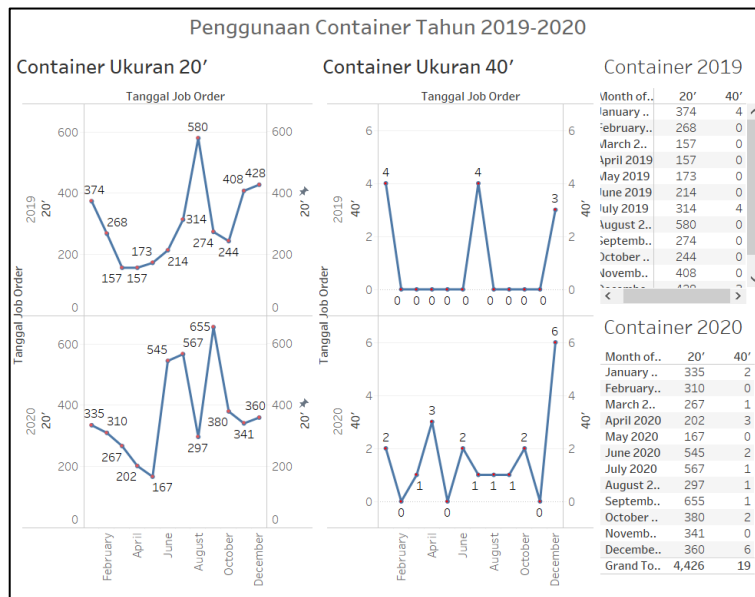 Penggunaan Container Tahun 2019-2020
Container Ukuran 20′
Tanggal Job Order
600
400
200
0
2019
20′
374
268
157
157
173
214
314
580
274
244
408
428
600
400
200
0
20′
Tanggal Job Order
600
400
200
0
2020
20′
335
310
267
202
167
545
567
297
655
380
341
360
600
400
200
0
20′
February
April
June
August
October
December
Container Ukuran 40′
Tanggal Job Order
6
4
2
0
2019
40′
4
0
0
0
0
0
4
0
0
0
0
3
6
4
2
0
40′
Tanggal Job Order
6
4
2
0
2020
40′
2
0
1
3
0
2
1
1
1
2
0
6
6
4
2
0
40′
February
April
June
August
October
December
Container 2019
Month of.. 20′ 40′
January .. 374 4
February.. 268 0
March 2.. 157 0
April 2019 157 0
May 2019 173 0
June 2019 214 0
July 2019 314 4
August 2.. 580 0
Septemb.. 274 0
October .. 244 0
Novemb.. 408 0
Container 2020
Month of.. 20′ 40′
January .. 335 2
February.. 310 0
March 2.. 267 1
April 2020 202 3
May 2020 167 0
June 2020 545 2
July 2020 567 1
August 2.. 297 1
Septemb.. 655 1
October .. 380 2
Novemb.. 341 0
Decembe.. 360 6
Grand To.. 4,426 19